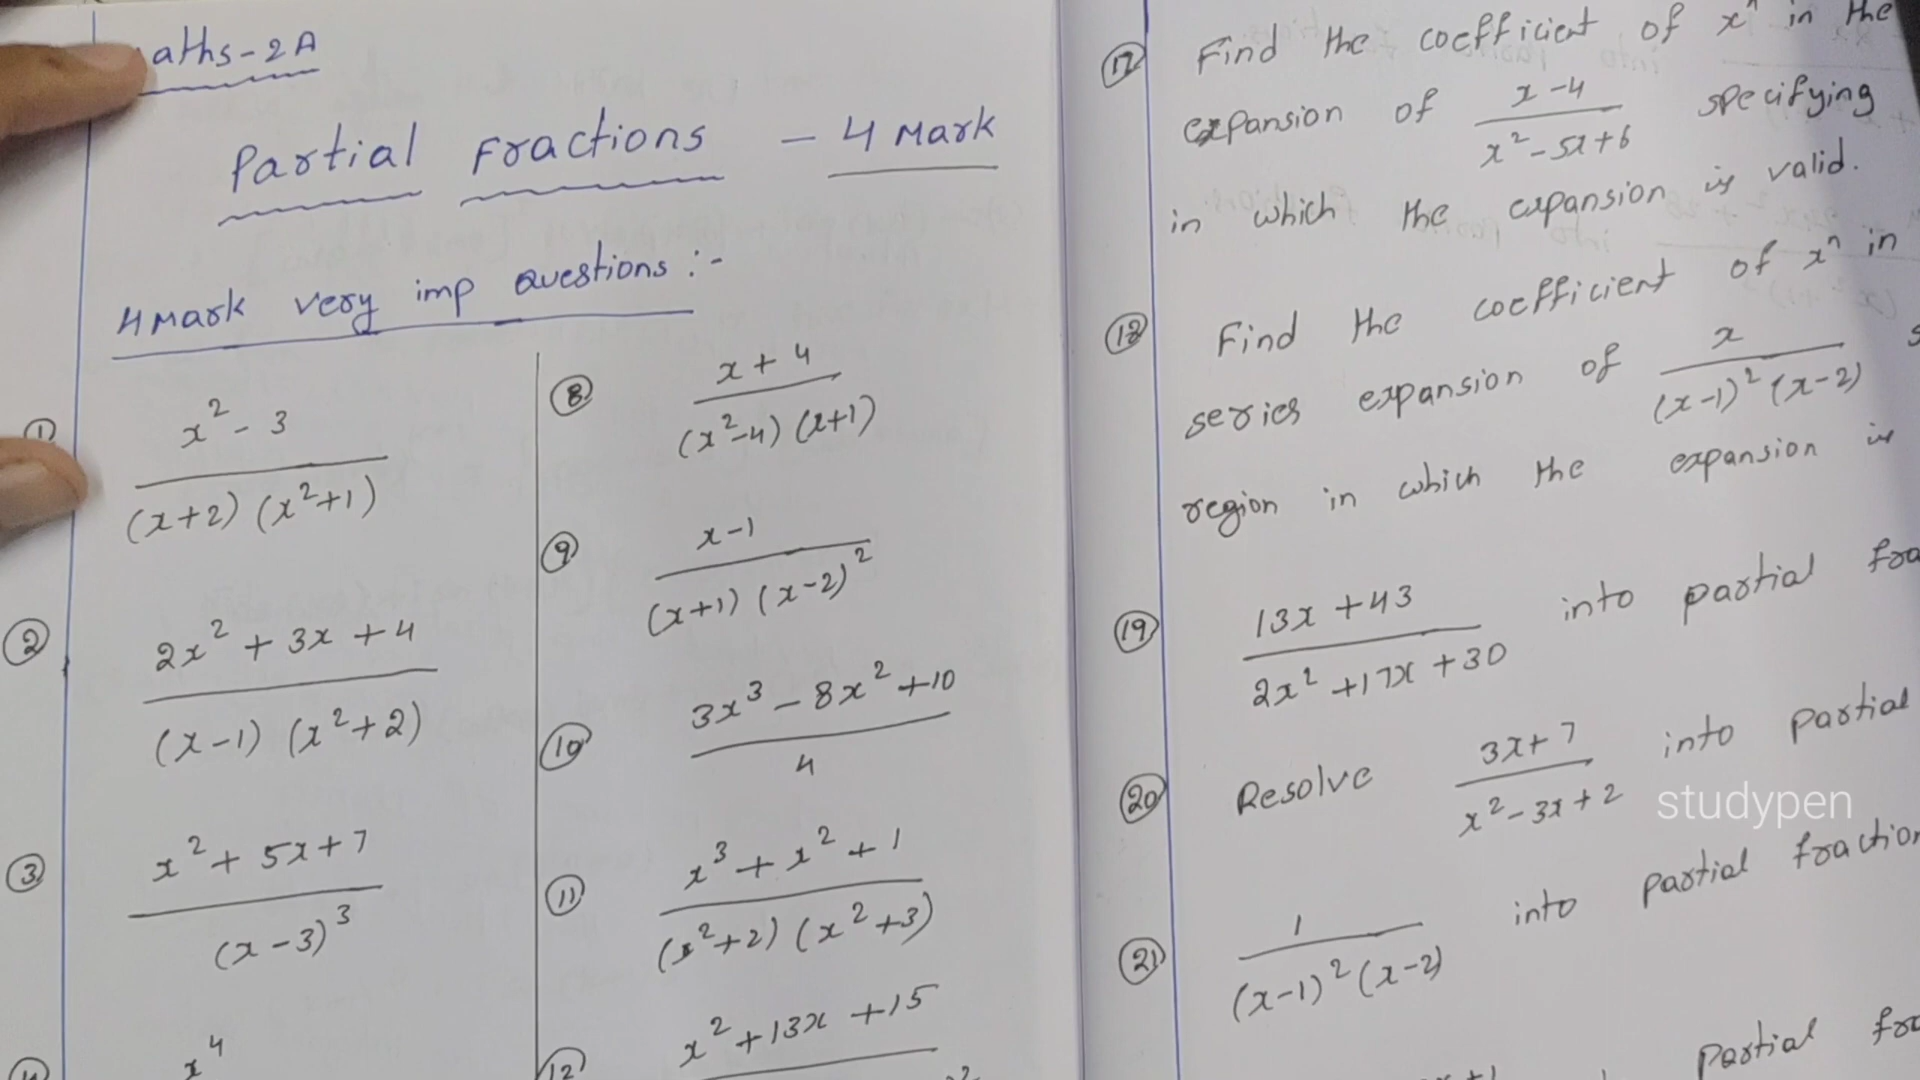 aths-2A
Partial Fractions - 4 Mark
4 Mark very imp Questions :-
①
x² - 3
(x+2) (x²+1)
②
2x² + 3x + 4
(x-1) (x²+2)
③
x² + 5x + 7
(x-3)³
x⁴
⑧
x + 4
(x²-4) (x+1)
⑨
x-1
(x+1) (x-2)²
⑩
3x³ - 8x² + 10
4
⑪
x³ + x² + 1
(x²+2) (x²+3)
⑫
x² + 13x + 15
⑰ Find the coefficient of xⁿ in the
expansion of x-4 / x²-5x+6 specifying
in which the expansion is valid.
⑱ Find the coefficient of xⁿ in
series expansion of x / (x-1)² (x-2)
region in which the expansion is
⑲ 13x + 43 / 2x² + 17x + 30 into partial fra
⑳ Resolve 3x+7 / x²-3x+2 into partial
studypen
㉑ 1 / (x-1)² (x-2) into partial fraction
partial fra